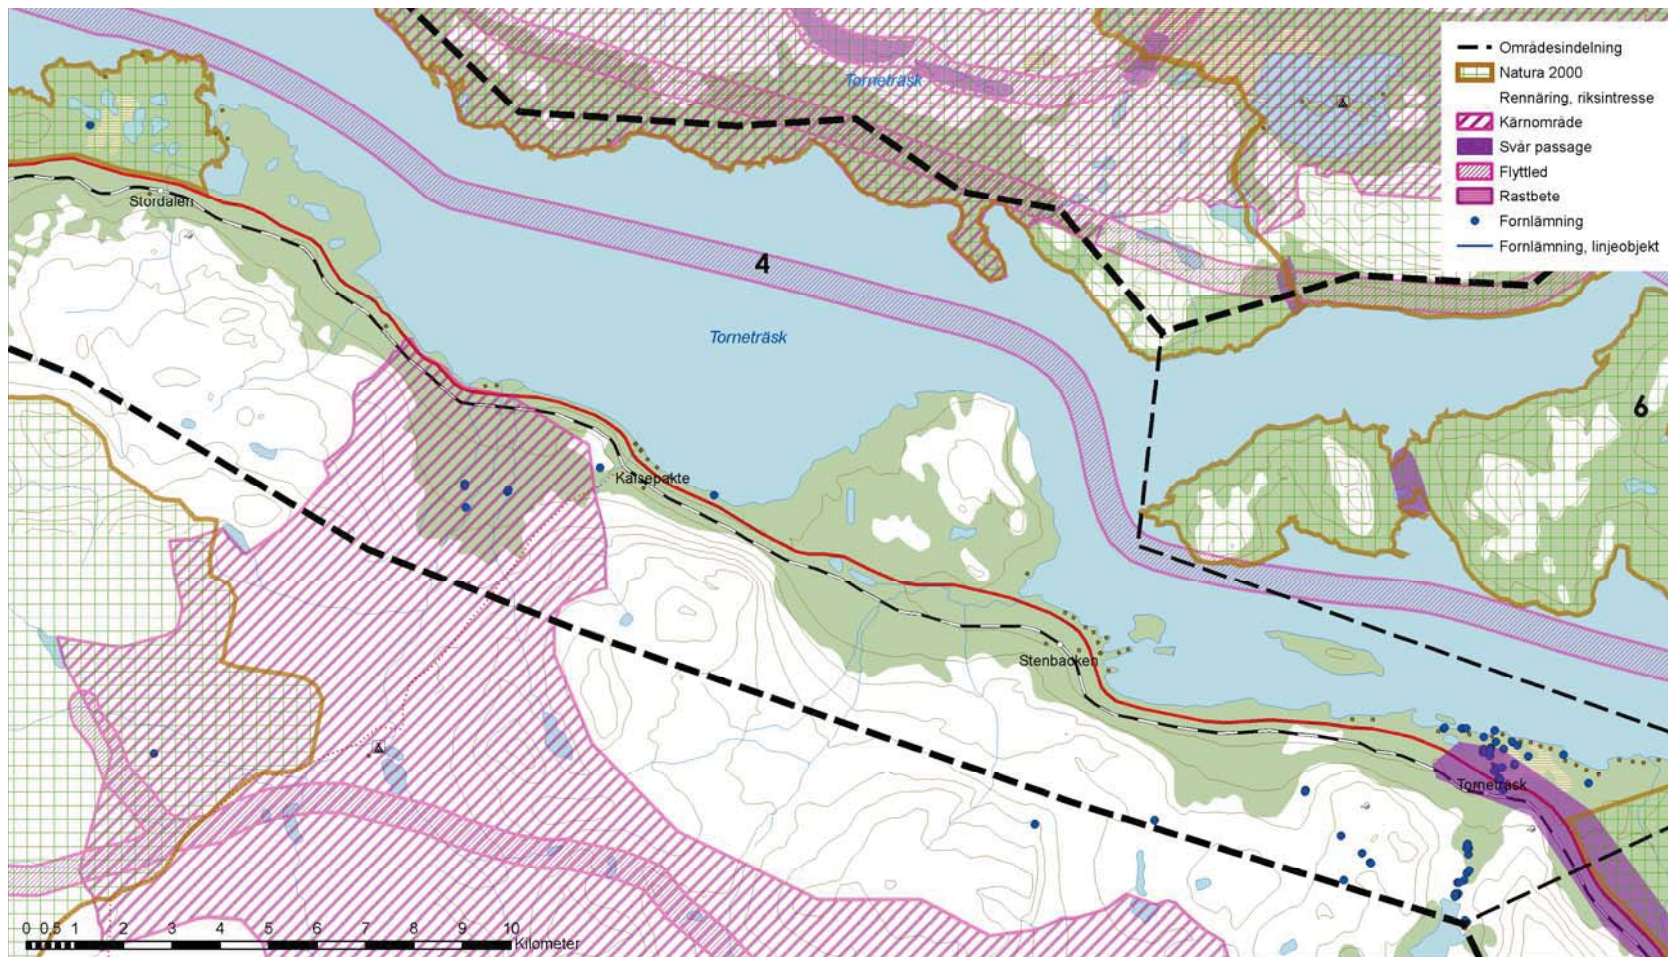 Områdesindelning
Natura 2000
Rennäring, riksintresse
Kärnområde
Svår passage
Flyttled
Rastbete
Fornlämning
Fornlämning, linjeobjekt
Torneträsk
Stordalen
4
Torneträsk
6
Kaisepakte
Stenbacken
Torneträsk
0 0,5 1 2 3 4 5 6 7 8 9 10
Kilometer